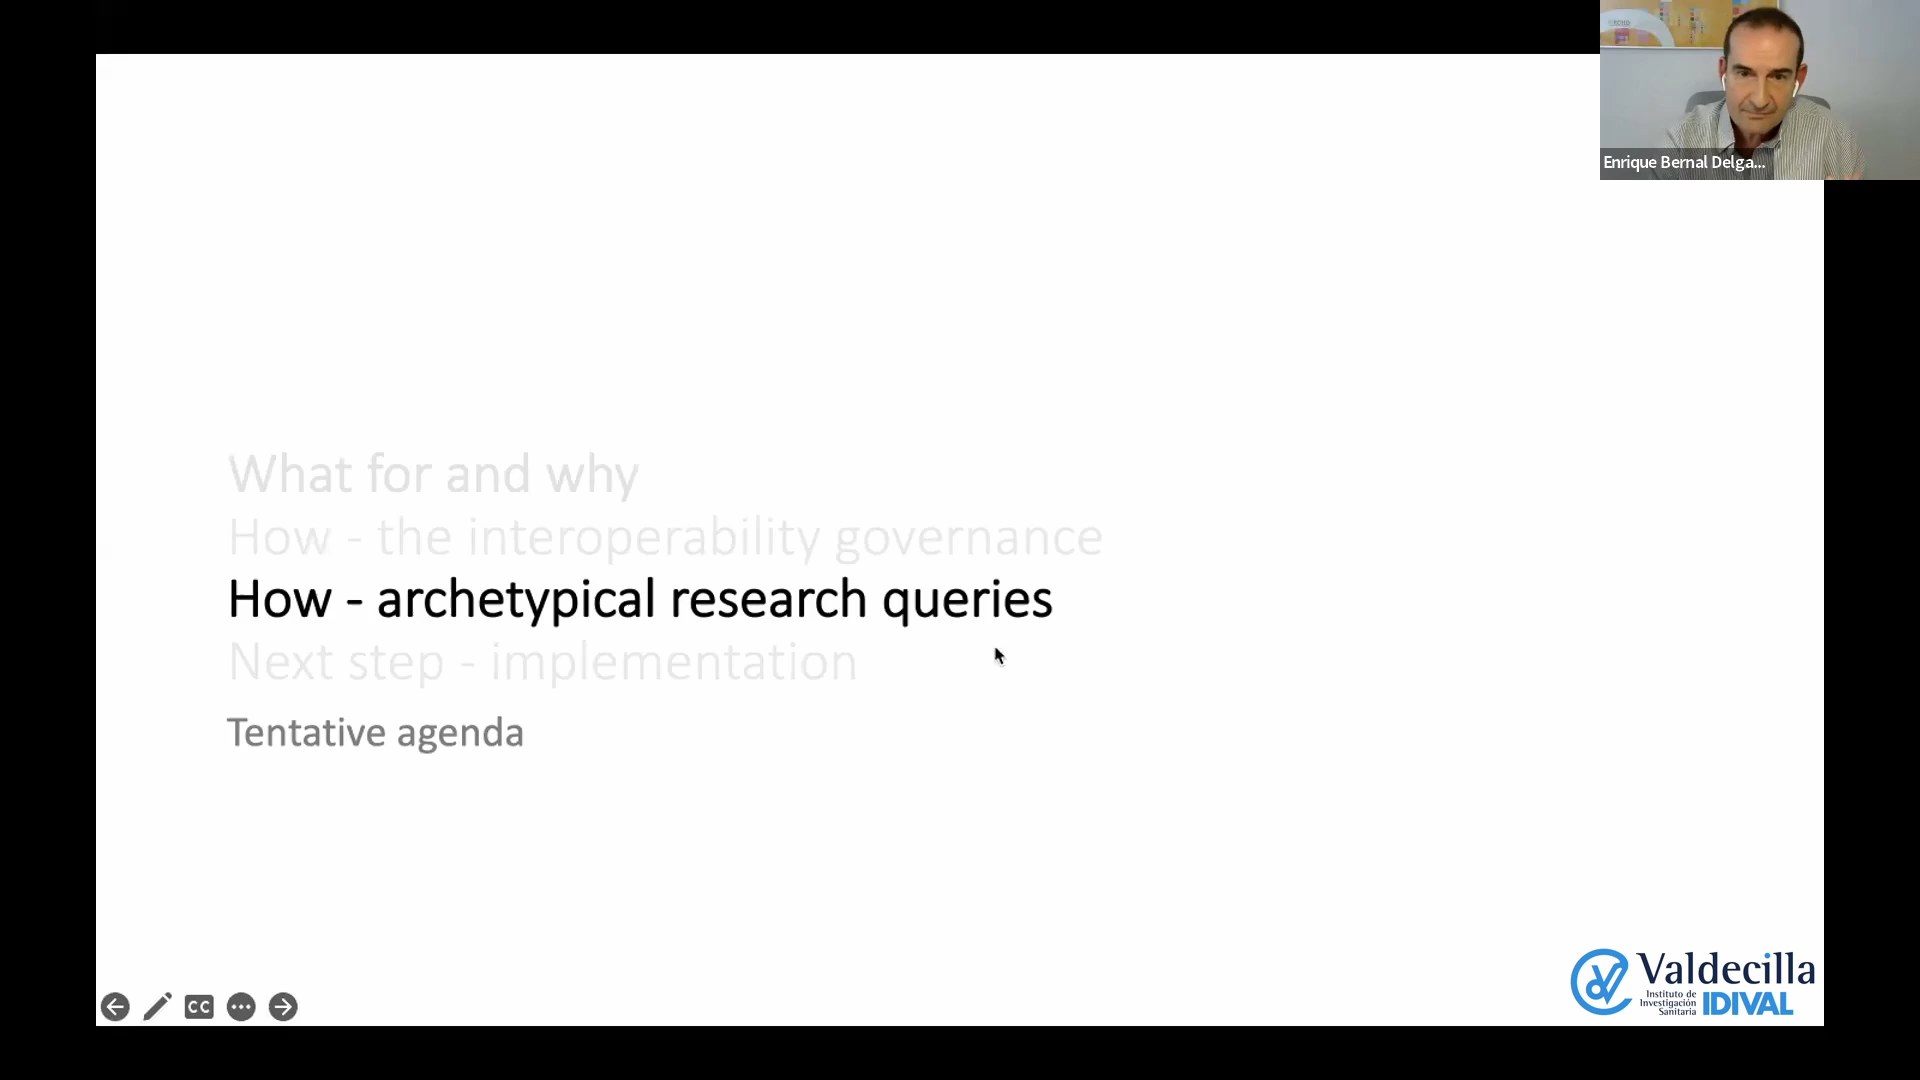 Enrique Bernal Delga...
What for and why
How - the interoperability governance
How - archetypical research queries
Next step - implementation
Tentative agenda
CC
Valdecilla
Instituto de
Investigación
Sanitaria
IDIVAL